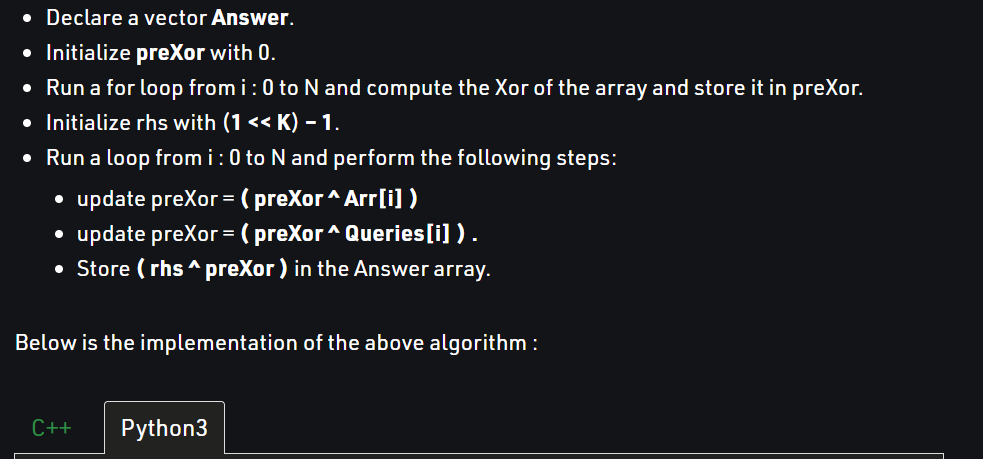 • Declare a vector Answer.
• Initialize preXor with 0.
• Run a for loop from i : 0 to N and compute the Xor of the array and store it in preXor.
• Initialize rhs with (1 << K) – 1.
• Run a loop from i : 0 to N and perform the following steps:
• update preXor = ( preXor ^ Arr[i] )
• update preXor = ( preXor ^ Queries[i] ) .
• Store ( rhs ^ preXor ) in the Answer array.
Below is the implementation of the above algorithm :
C++ Python3